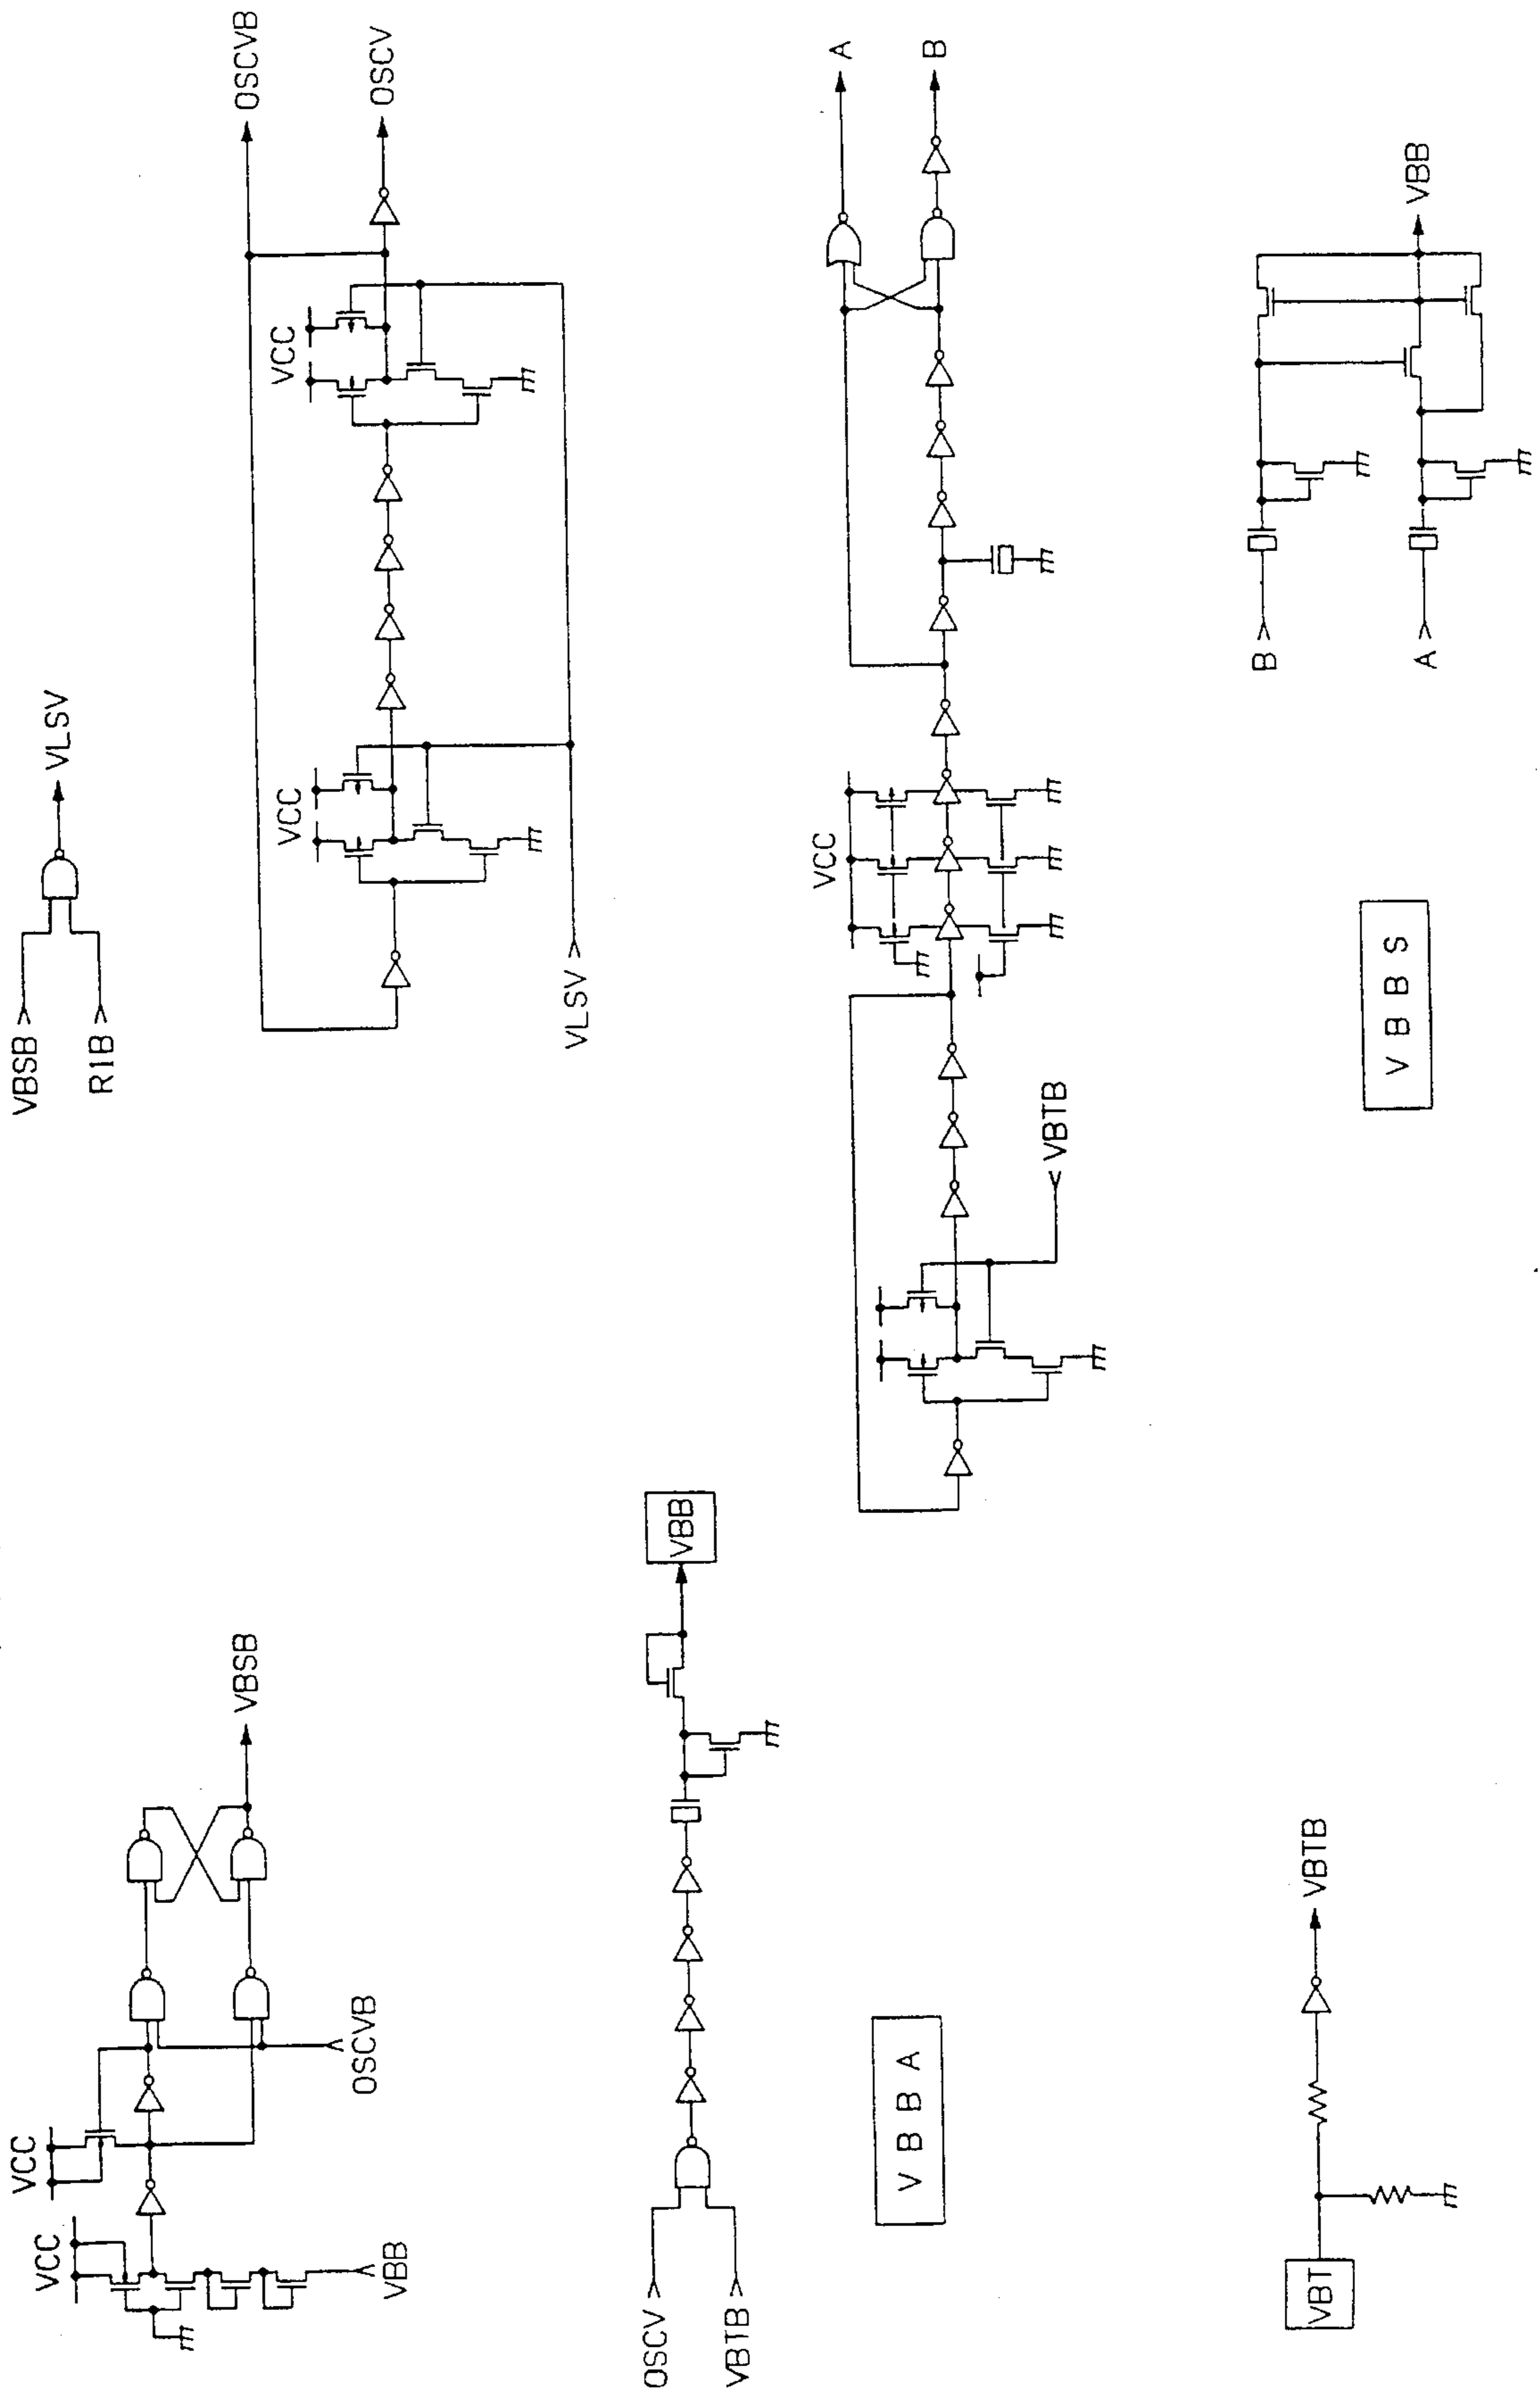 VCC
VCC
VBB
OSCVB
VBSB
VBSB
R1B
VLSV
VCC
VCC
VLSV
OSCVB
OSCV
OSCV
VBTB
VBB
VBBA
VBTB
VCC
A
B
VBT
VBTB
VBBS
B
A
VBB